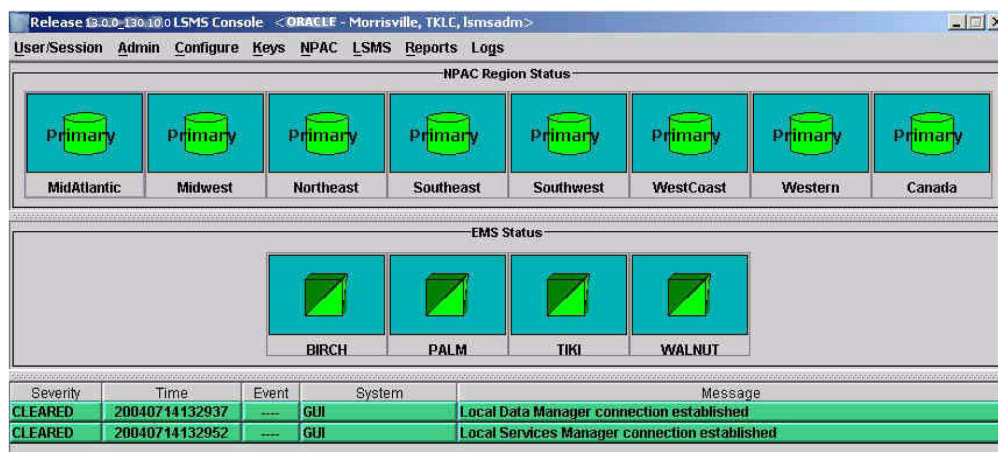 Release 13.0.0_130.10.0 LSMS Console <ORACLE - Morrisville, TKLC, lsmsadm>
User/Session Admin Configure Keys NPAC LSMS Reports Logs
NPAC Region Status
Primary Primary Primary Primary Primary Primary Primary Primary
MidAtlantic Midwest Northeast Southeast Southwest WestCoast Western Canada
EMS Status
BIRCH PALM TIKI WALNUT
Severity Time Event System Message
CLEARED 20040714132937 ---- GUI Local Data Manager connection established
CLEARED 20040714132952 ---- GUI Local Services Manager connection established